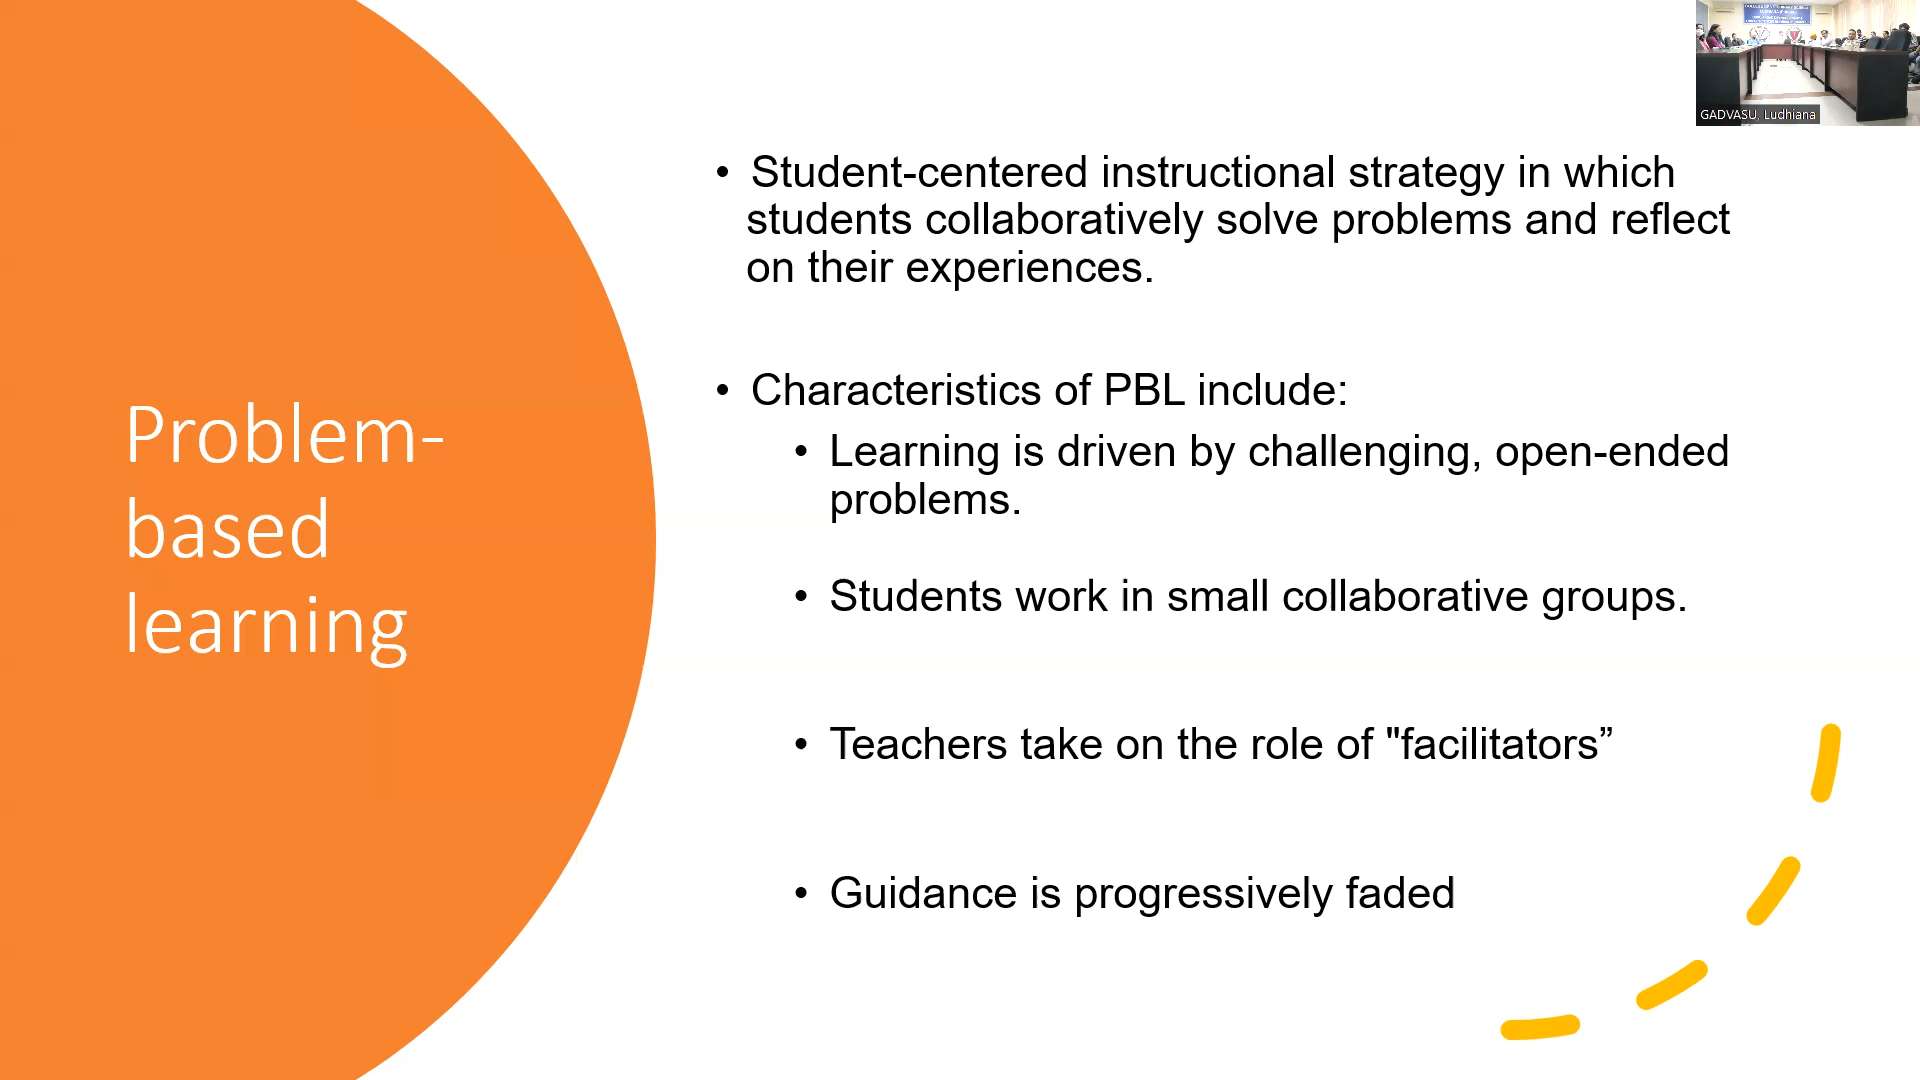 Problem-
based
learning
• Student-centered instructional strategy in which
students collaboratively solve problems and reflect
on their experiences.
• Characteristics of PBL include:
• Learning is driven by challenging, open-ended
problems.
• Students work in small collaborative groups.
• Teachers take on the role of "facilitators”
• Guidance is progressively faded
GADVASU, Ludhiana